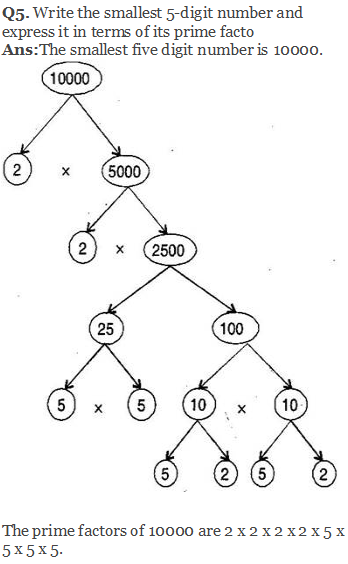 Q5. Write the smallest 5-digit number and
express it in terms of its prime facto
Ans:The smallest five digit number is 10000.
10000
2 x 5000
2 x 2500
25 100
5 x 5 10 x 10
5 2 5 2
The prime factors of 10000 are 2 x 2 x 2 x 2 x 5 x
5 x 5 x 5.